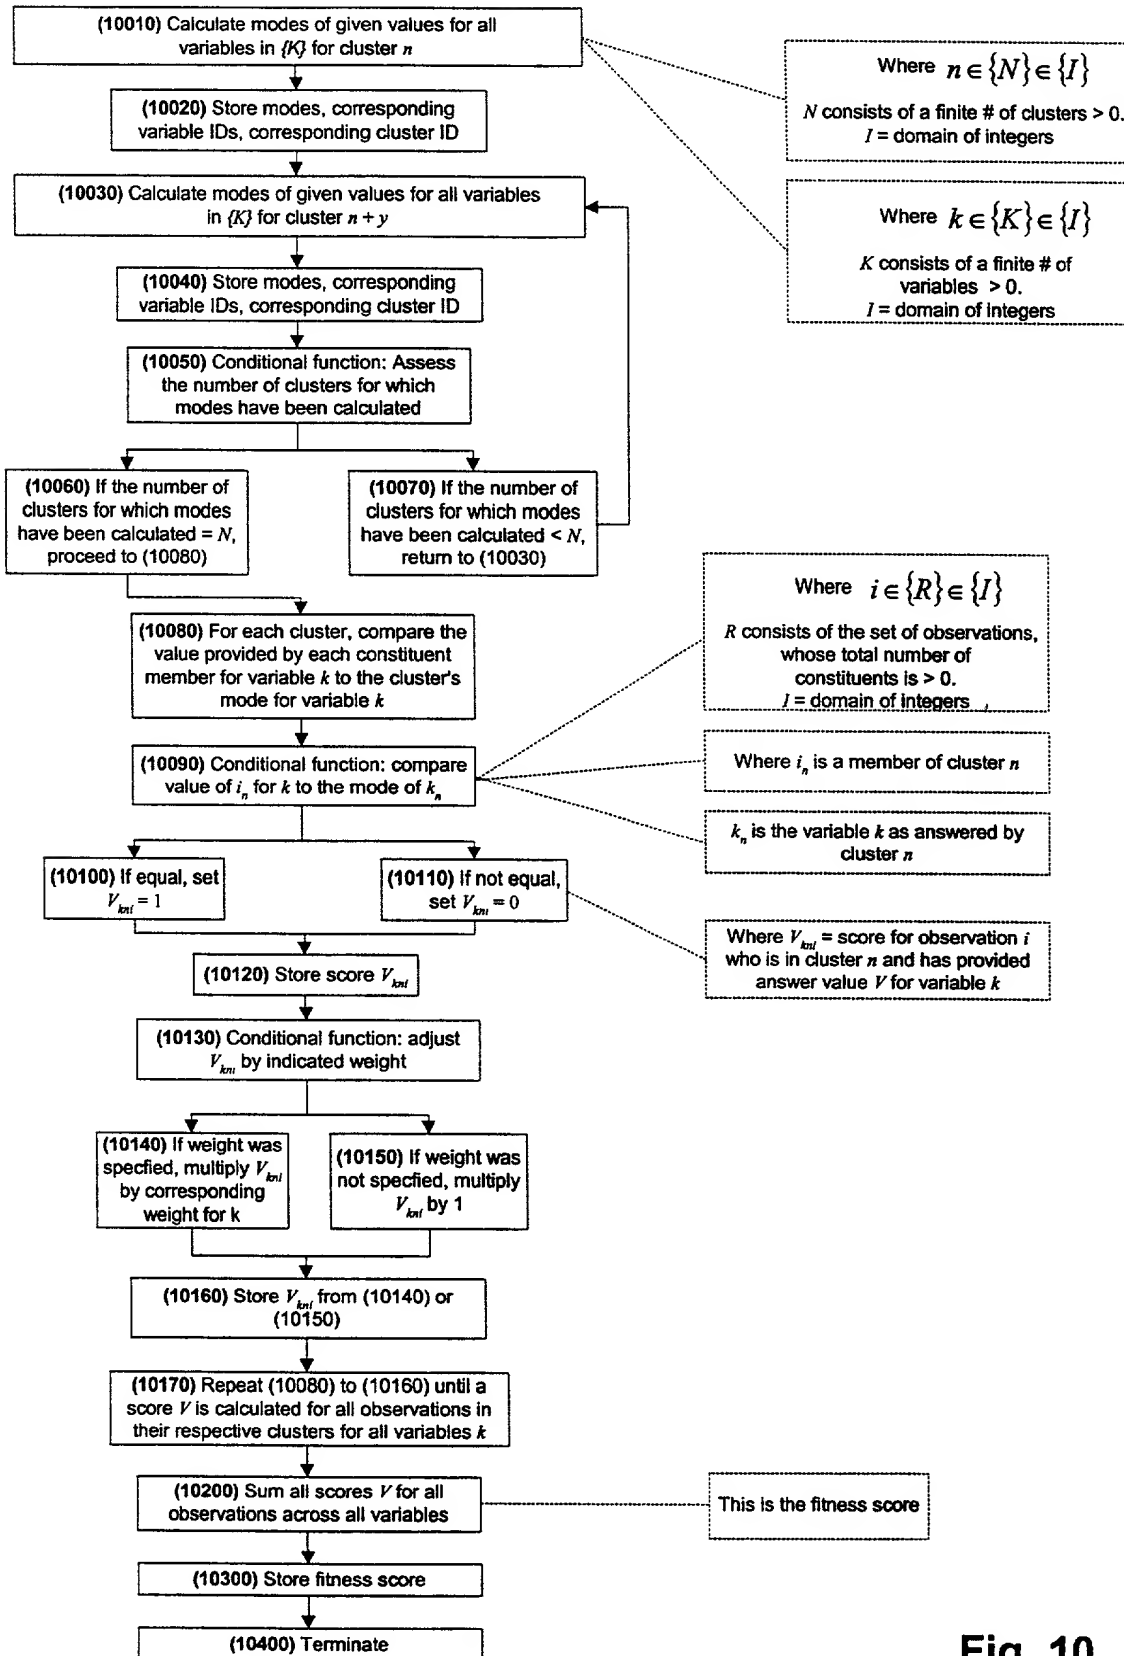 (10010) Calculate modes of given values for all
variables in {K} for cluster n
(10020) Store modes, corresponding
variable IDs, corresponding cluster ID
(10030) Calculate modes of given values for all variables
in {K} for cluster n + y
(10040) Store modes, corresponding
variable IDs, corresponding cluster ID
(10050) Conditional function: Assess
the number of clusters for which
modes have been calculated
(10060) If the number of
clusters for which modes
have been calculated = N,
proceed to (10080)
(10070) If the number of
clusters for which modes
have been calculated < N,
return to (10030)
(10080) For each cluster, compare the
value provided by each constituent
member for variable k to the cluster's
mode for variable k
(10090) Conditional function: compare
value of i_n for k to the mode of k_n
(10100) If equal, set
V_kni = 1
(10110) If not equal,
set V_kni = 0
(10120) Store score V_kni
(10130) Conditional function: adjust
V_kni by indicated weight
(10140) If weight was
specfied, multiply V_kni
by corresponding
weight for k
(10150) If weight was
not specfied, multiply
V_kni by 1
(10160) Store V_kni from (10140) or
(10150)
(10170) Repeat (10080) to (10160) until a
score V is calculated for all observations in
their respective clusters for all variables k
(10200) Sum all scores V for all
observations across all variables
(10300) Store fitness score
(10400) Terminate
Where n ∈ {N} ∈ {I}
N consists of a finite # of clusters > 0.
I = domain of integers
Where k ∈ {K} ∈ {I}
K consists of a finite # of
variables > 0.
I = domain of integers
Where i ∈ {R} ∈ {I}
R consists of the set of observations,
whose total number of
constituents is > 0.
I = domain of integers
Where i_n is a member of cluster n
k_n is the variable k as answered by
cluster n
Where V_kni = score for observation i
who is in cluster n and has provided
answer value V for variable k
This is the fitness score
Fig. 10